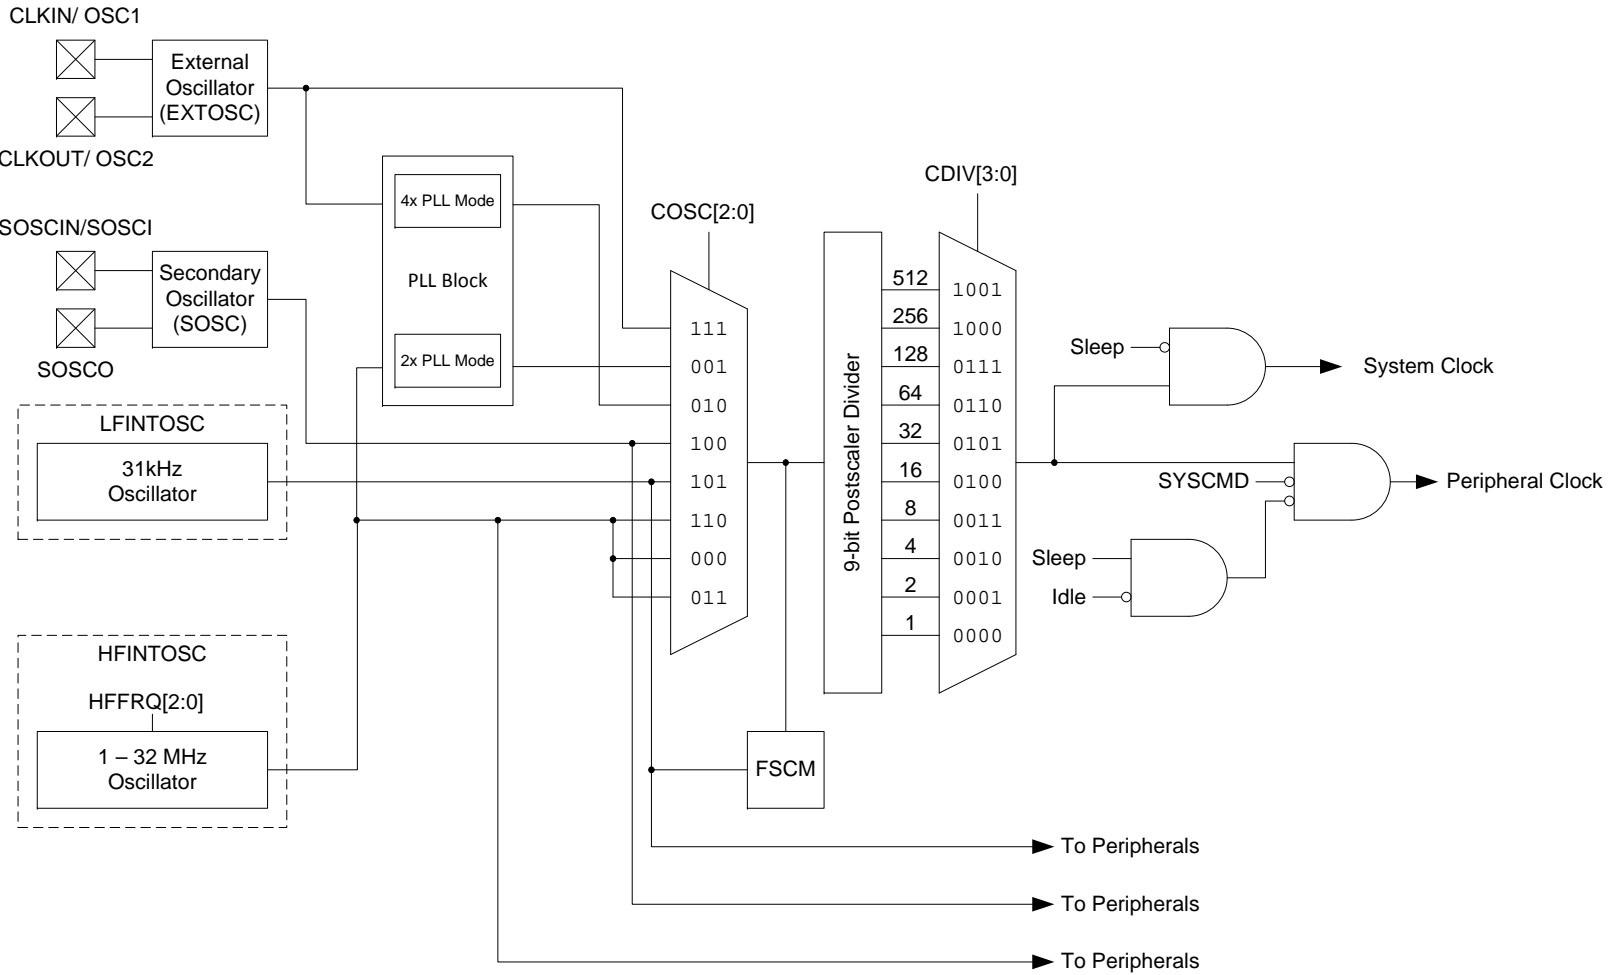 CLKIN/ OSC1
External
Oscillator
(EXTOSC)
CLKOUT/ OSC2
SOSCIN/SOSCI
Secondary
Oscillator
(SOSC)
SOSCO
LFINTOSC
31kHz
Oscillator
HFINTOSC
HFFRQ[2:0]
1 – 32 MHz
Oscillator
4x PLL Mode
PLL Block
2x PLL Mode
COSC[2:0]
111
001
010
100
101
110
000
011
FSCM
9-bit Postscaler Divider
CDIV[3:0]
512 1001
256 1000
128 0111
64 0110
32 0101
16 0100
8 0011
4 0010
2 0001
1 0000
Sleep
System Clock
SYSCMD
Peripheral Clock
Sleep
Idle
To Peripherals
To Peripherals
To Peripherals